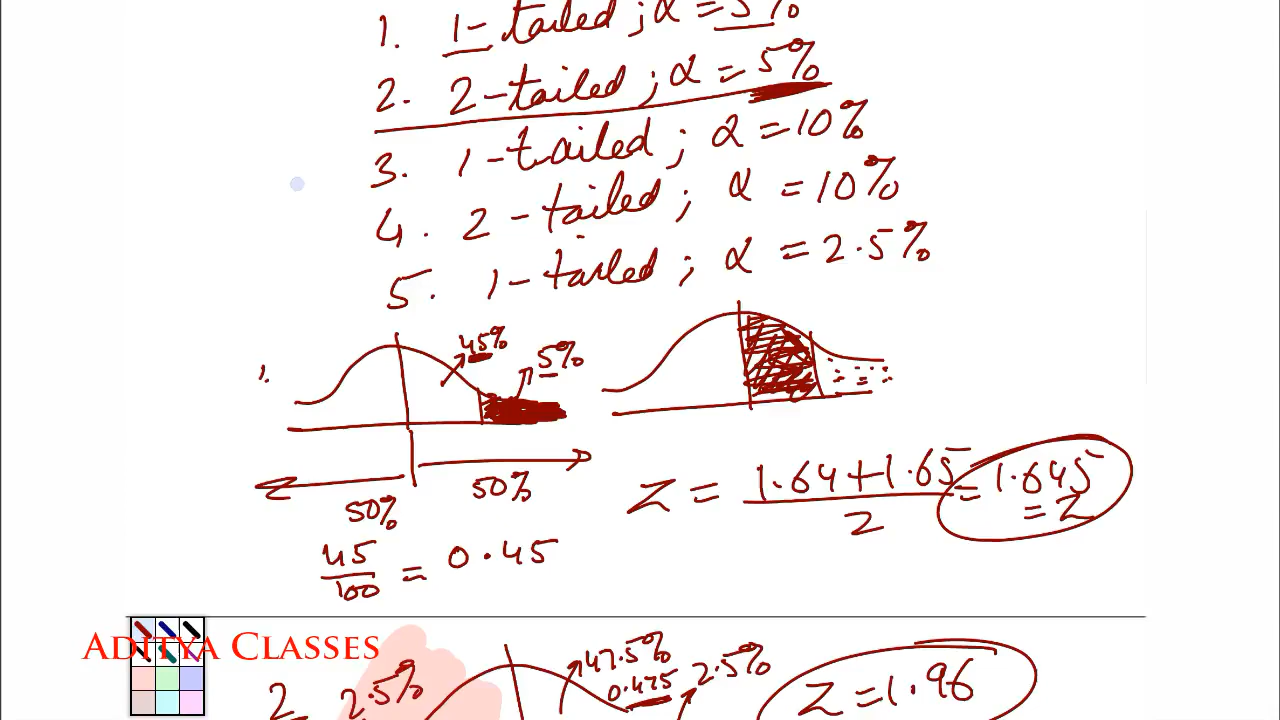 1. 1-tailed ; α = 5%
2. 2-tailed ; α = 5%
3. 1-tailed ; α = 10%
4. 2-tailed ; α = 10%
5. 1-tailed ; α = 2.5%
1. 45% 5%
50% 50%
Z = (1.64+1.65)/2 = 1.645 = Z
45/100 = 0.45
ADITYA CLASSES
2 2.5% 47.5% 0.475 2.5% Z = 1.96